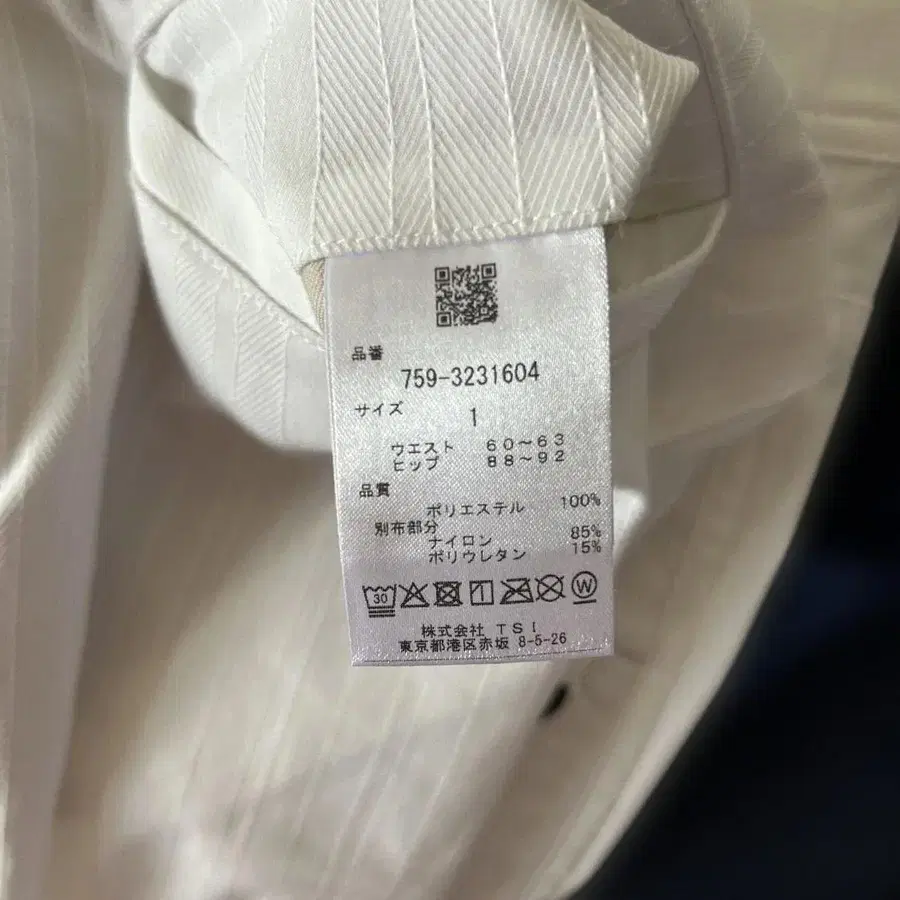 品番
759-3231604
サイズ 1
ウエスト 60～63
ヒップ 88～92
品質
ポリエステル 100%
別布部分
ナイロン 85%
ポリウレタン 15%
30 W
株式会社 TSI
東京都港区赤坂 8-5-26